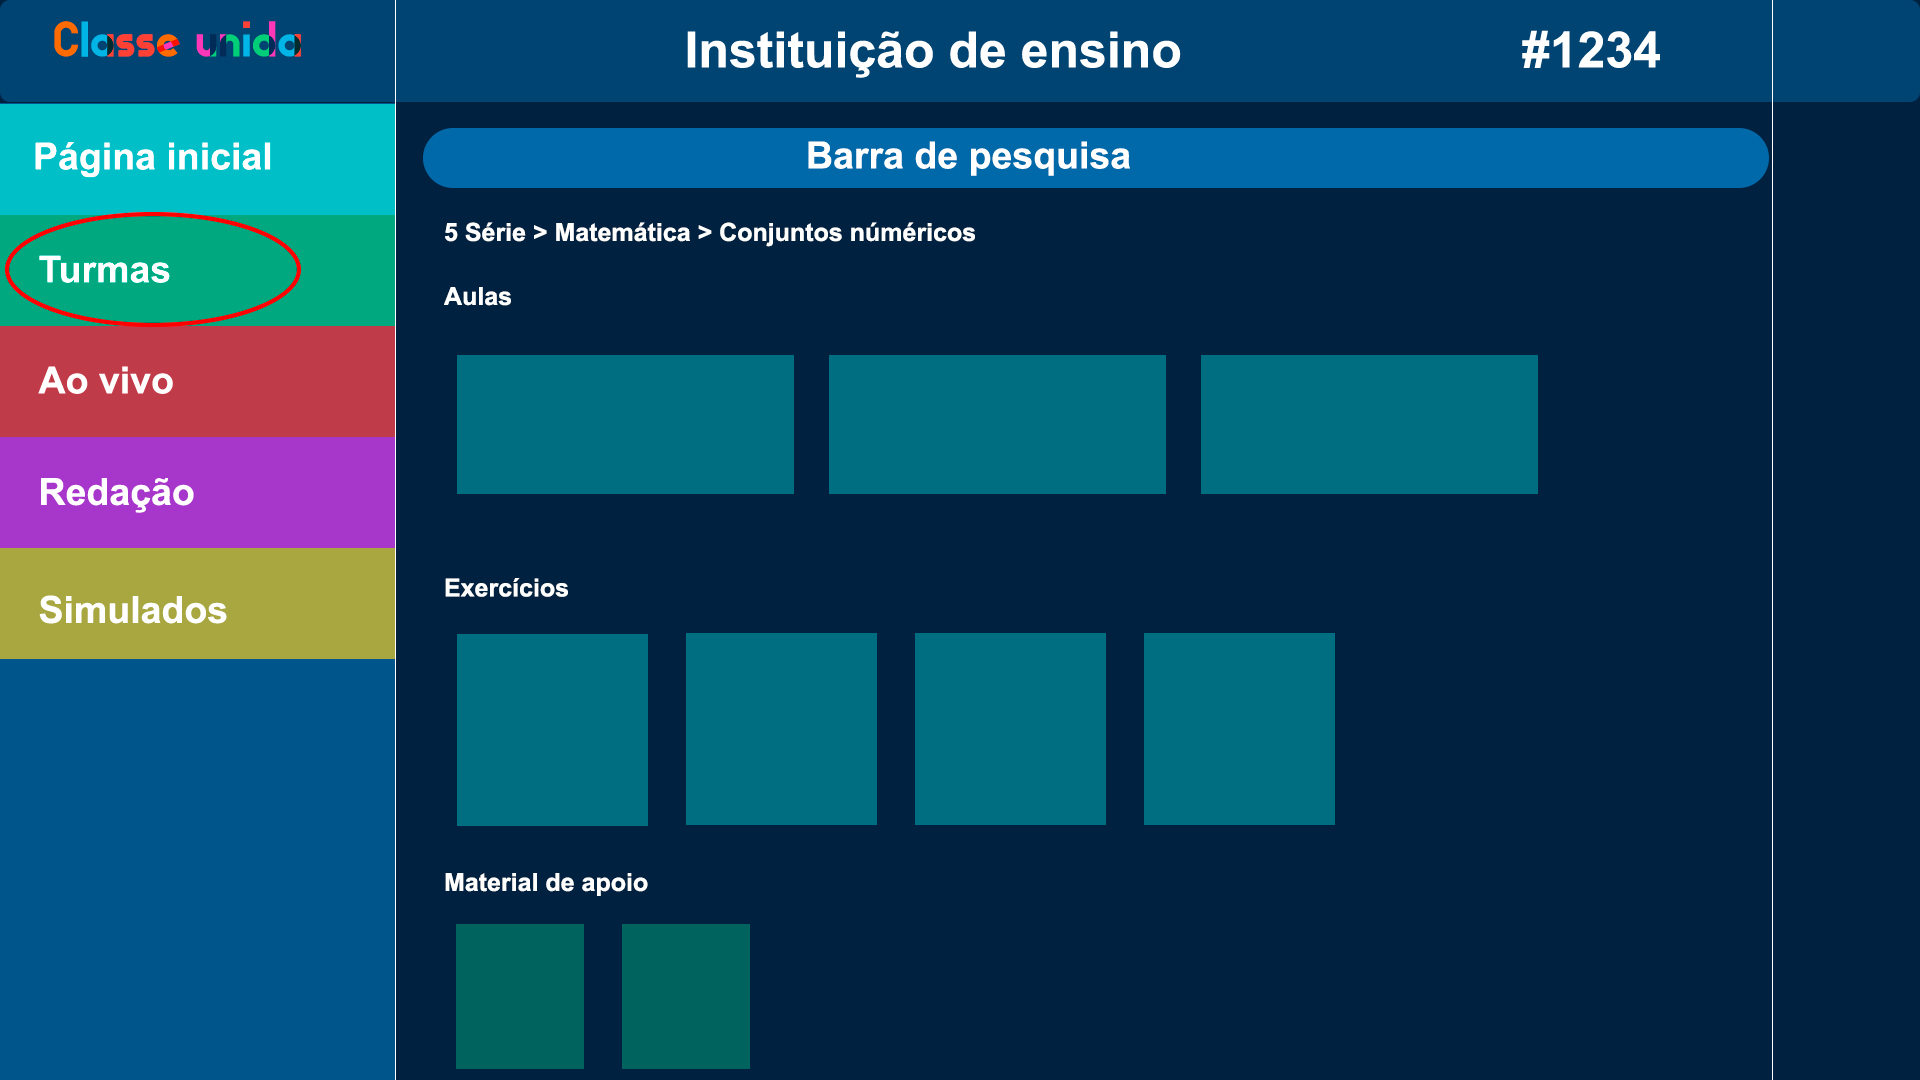 Classe unida
Instituição de ensino
#1234
Página inicial
Turmas
Ao vivo
Redação
Simulados
Barra de pesquisa
5 Série > Matemática > Conjuntos núméricos
Aulas
Exercícios
Material de apoio